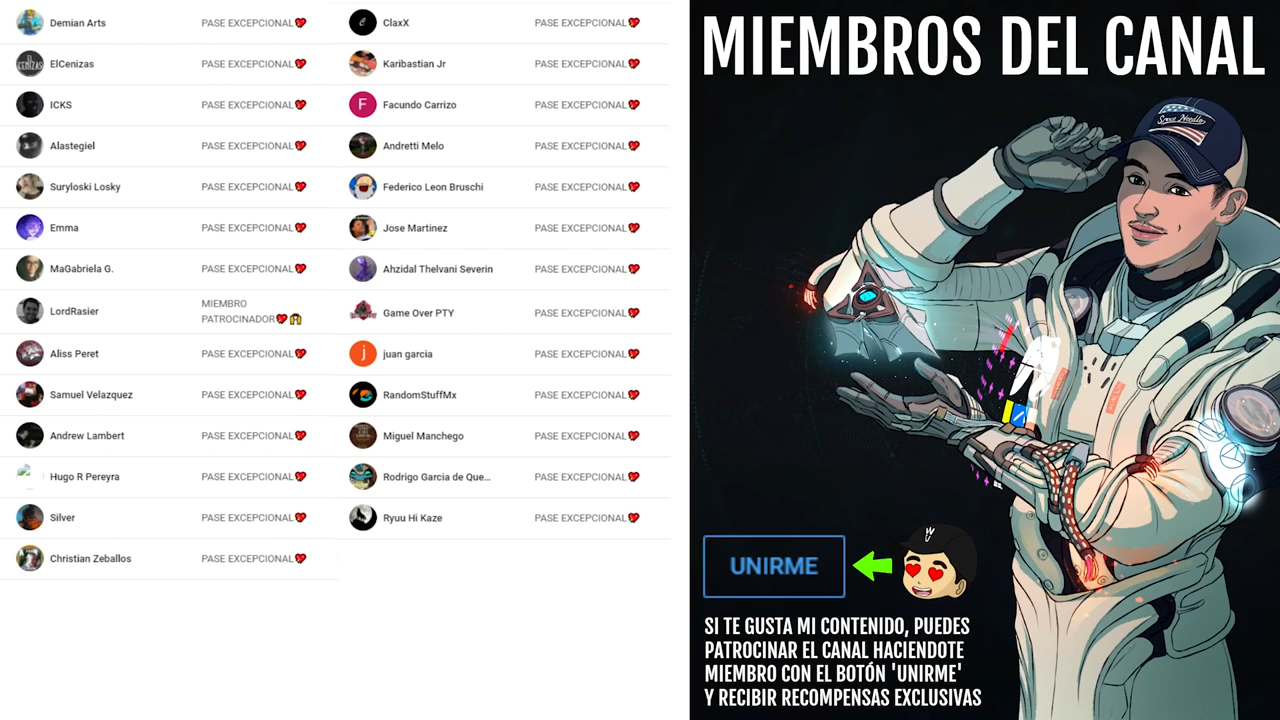 Demian Arts PASE EXCEPCIONAL
ElCenizas PASE EXCEPCIONAL
ICKS PASE EXCEPCIONAL
Alastegiel PASE EXCEPCIONAL
Suryloski Losky PASE EXCEPCIONAL
Emma PASE EXCEPCIONAL
MaGabriela G. PASE EXCEPCIONAL
LordRasier MIEMBRO
PATROCINADOR
Aliss Peret PASE EXCEPCIONAL
Samuel Velazquez PASE EXCEPCIONAL
Andrew Lambert PASE EXCEPCIONAL
Hugo R Pereyra PASE EXCEPCIONAL
Silver PASE EXCEPCIONAL
Christian Zeballos PASE EXCEPCIONAL
ClaxX PASE EXCEPCIONAL
Karibastian Jr PASE EXCEPCIONAL
F Facundo Carrizo PASE EXCEPCIONAL
Andretti Melo PASE EXCEPCIONAL
Federico Leon Bruschi PASE EXCEPCIONAL
Jose Martinez PASE EXCEPCIONAL
Ahzidal Thelvani Severin PASE EXCEPCIONAL
Game Over PTY PASE EXCEPCIONAL
j juan garcia PASE EXCEPCIONAL
RandomStuffMx PASE EXCEPCIONAL
Miguel Manchego PASE EXCEPCIONAL
Rodrigo Garcia de Que... PASE EXCEPCIONAL
Ryuu Hi Kaze PASE EXCEPCIONAL
MIEMBROS DEL CANAL
Space Needle
UNIRME
SI TE GUSTA MI CONTENIDO, PUEDES
PATROCINAR EL CANAL HACIENDOTE
MIEMBRO CON EL BOTÓN 'UNIRME'
Y RECIBIR RECOMPENSAS EXCLUSIVAS